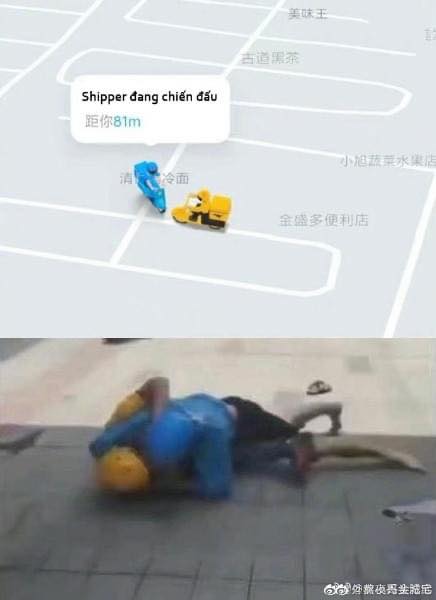 美味王
古道黑茶
Shipper đang chiến đấu
距你81m
小旭蔬菜水果店
清 冷面
金盛多便利店